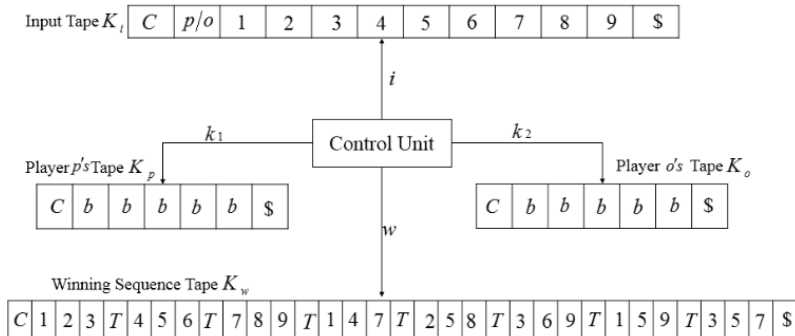 Input Tape K_i C p/o 1 2 3 4 5 6 7 8 9 $
i
k1 Control Unit k2
Player p's Tape K_p
C b b b b b $
Player o's Tape K_o
C b b b b b $
w
Winning Sequence Tape K_w
C 1 2 3 T 4 5 6 T 7 8 9 T 1 4 7 T 2 5 8 T 3 6 9 T 1 5 9 T 3 5 7 $